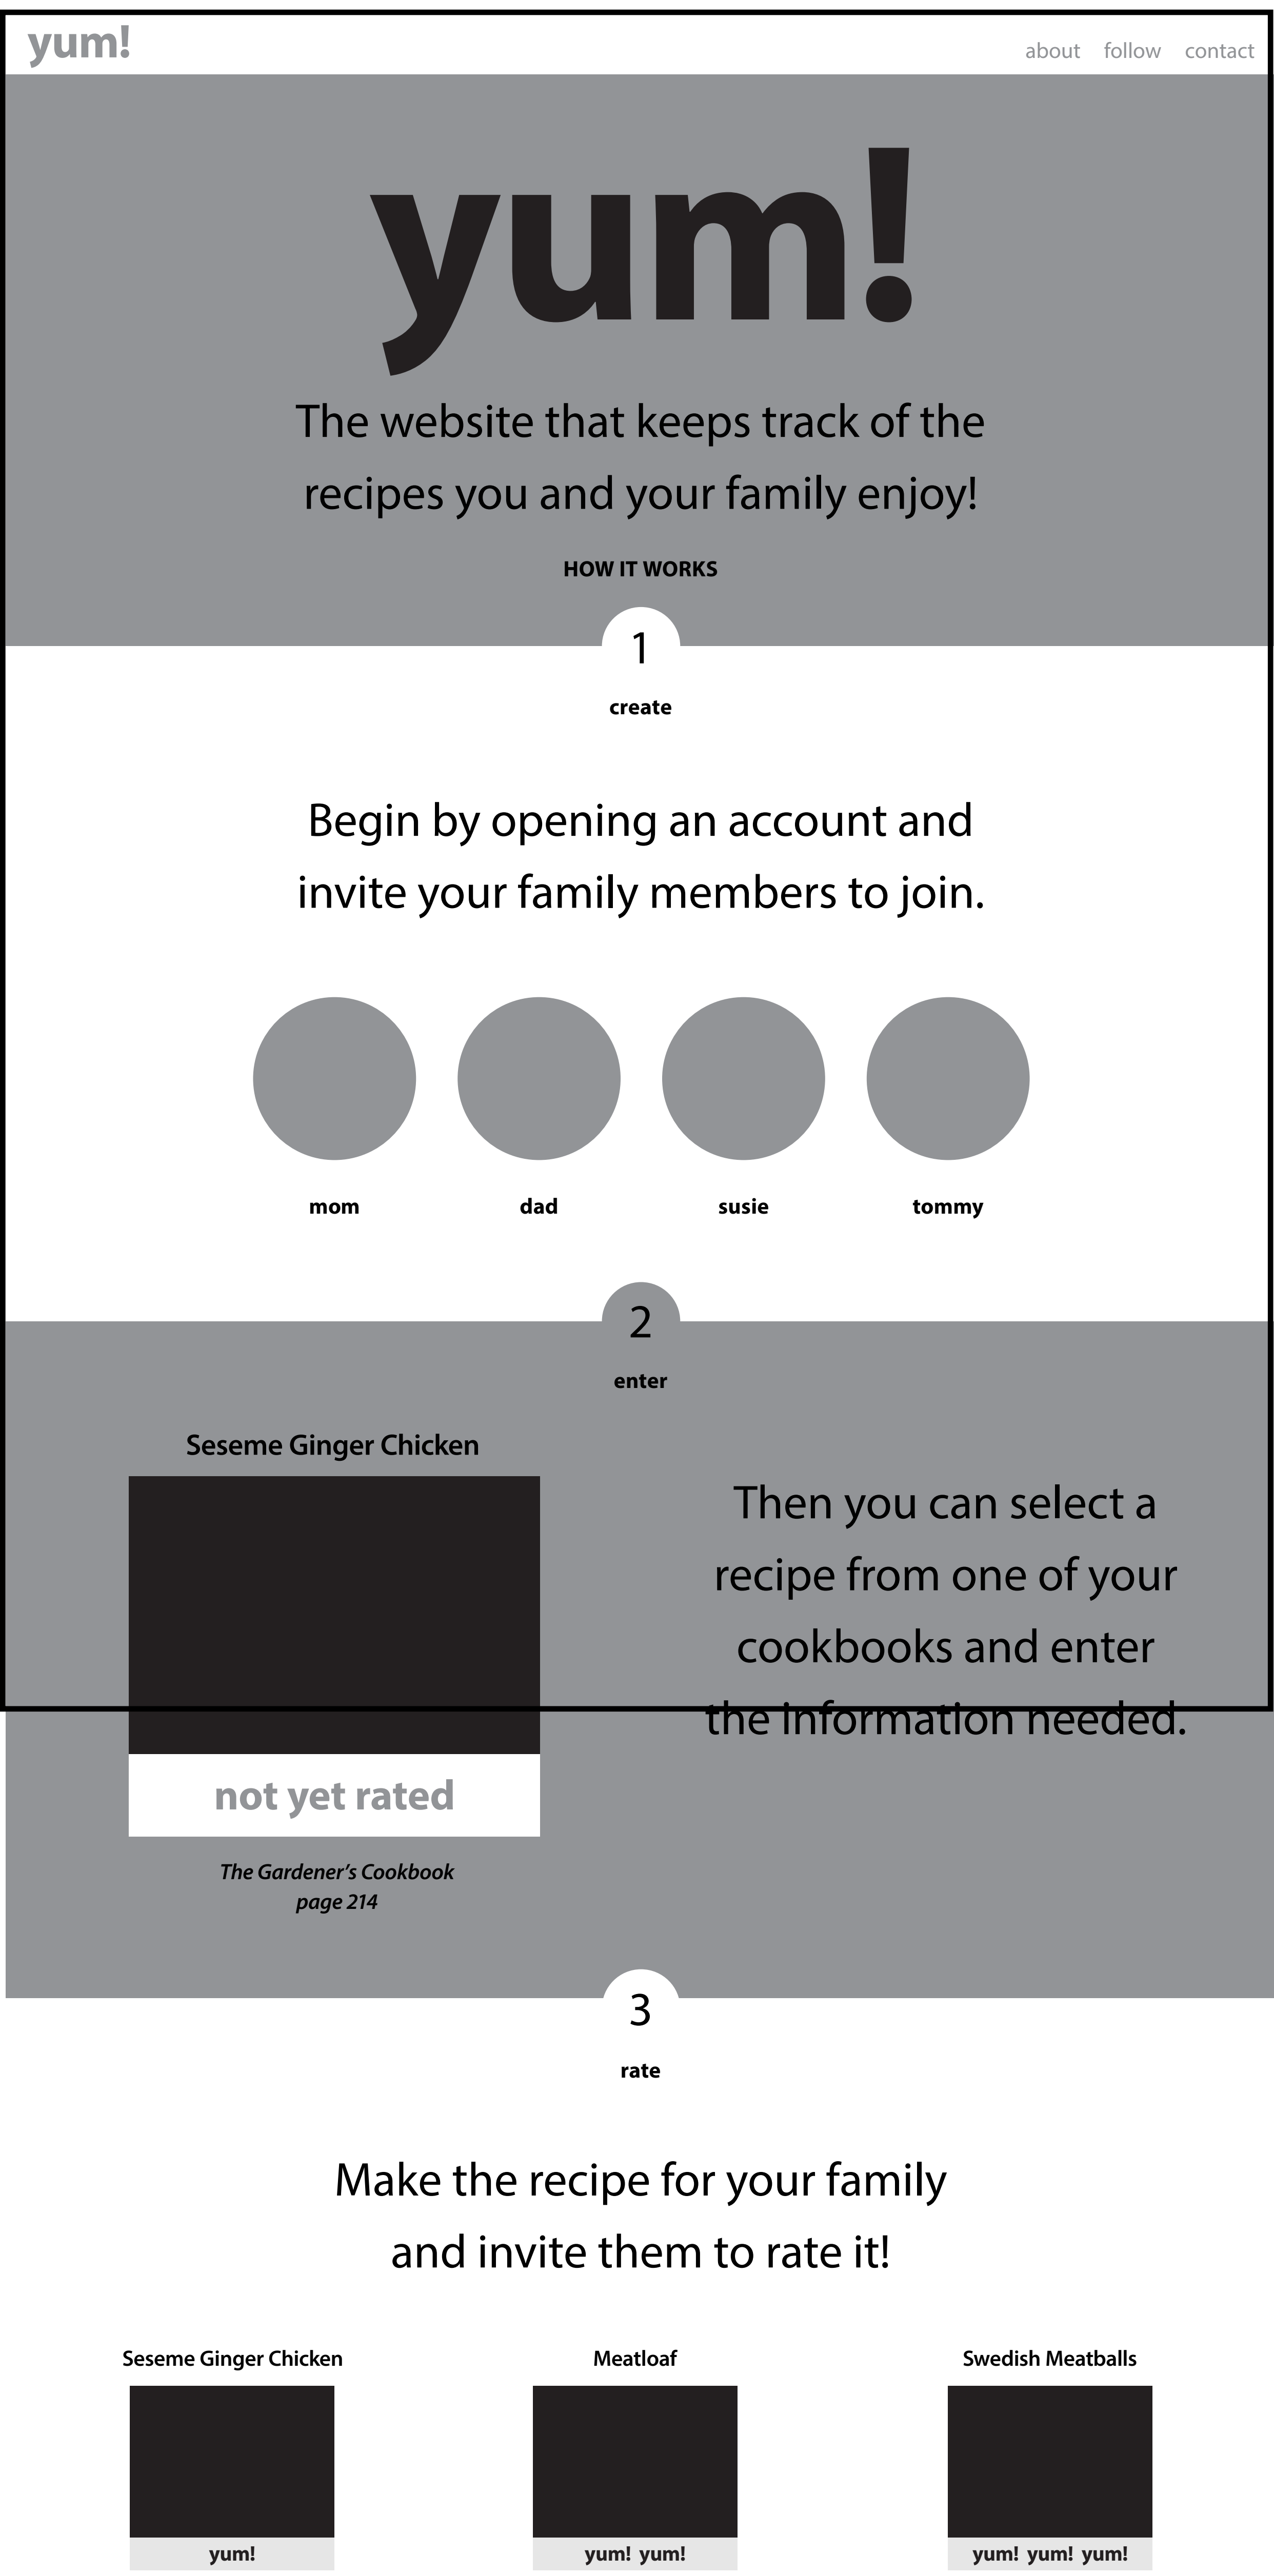 yum!
about follow contact
yum!
The website that keeps track of the
recipes you and your family enjoy!
HOW IT WORKS
1
create
Begin by opening an account and
invite your family members to join.
mom dad susie tommy
2
enter
Seseme Ginger Chicken
Then you can select a
recipe from one of your
cookbooks and enter
the information needed.
not yet rated
The Gardener’s Cookbook
page 214
3
rate
Make the recipe for your family
and invite them to rate it!
Seseme Ginger Chicken Meatloaf Swedish Meatballs
yum! yum! yum! yum! yum! yum!